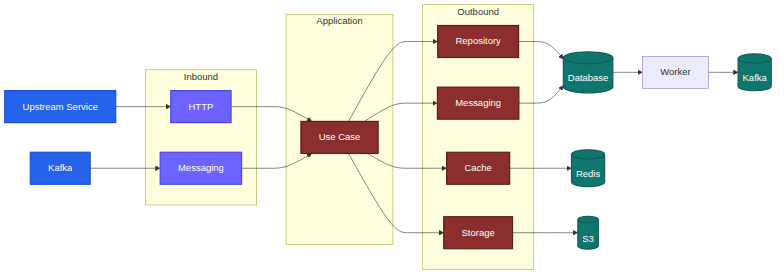 Outbound
Application
Repository
Database
Worker
Kafka
Inbound
Upstream Service
HTTP
Messaging
Use Case
Kafka
Messaging
Cache
Redis
Storage
S3